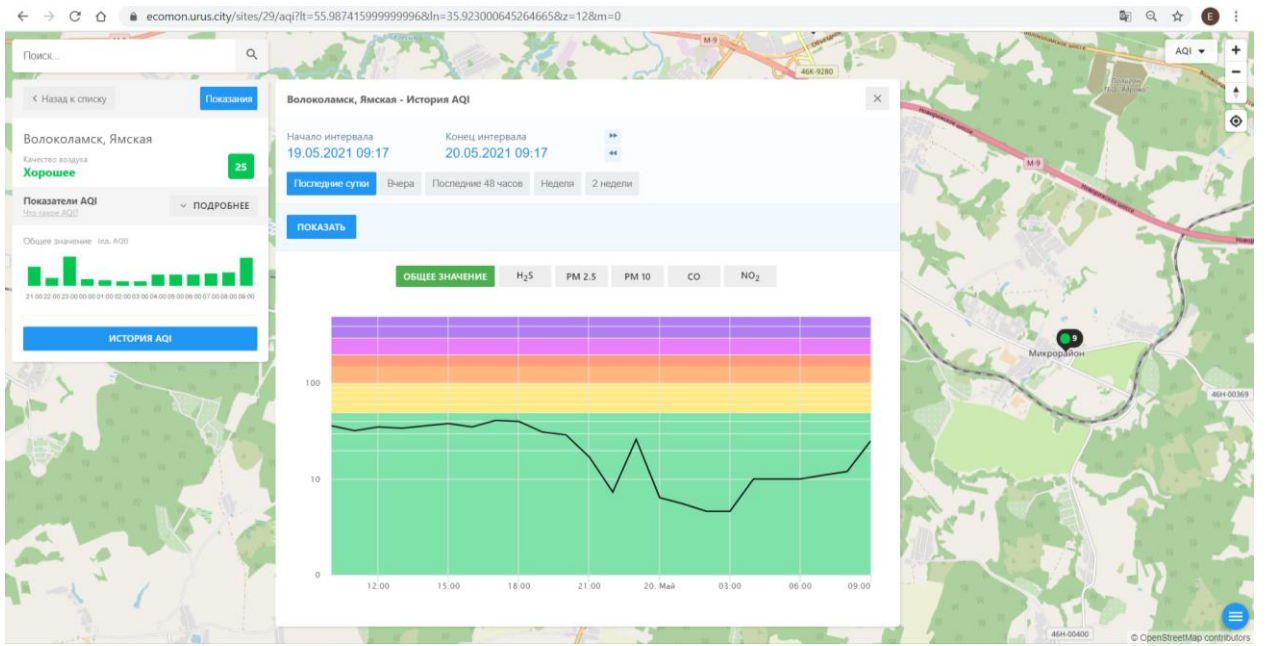 ecomon.urus.city/sites/29/aqi?lt=55.987415999999996&ln=35.92300064526466​5&z=12&m=0
E
Поиск...
AQI
М-9
46К-9280
Назад к списку
Показания
Волоколамск, Ямская
Качество воздуха
Хорошее
25
Показатели AQI
Что такое AQI?
ПОДРОБНЕЕ
Общее значение (ед. AQI)
21:00 22:00 23:00 00:00 01:00 02:00 03:00 04:00 05:00 06:00 07:00 08:00 09:00
ИСТОРИЯ AQI
Волоколамск, Ямская - История AQI
Начало интервала Конец интервала
19.05.2021 09:17 20.05.2021 09:17
Последние сутки Вчера Последние 48 часов Неделя 2 недели
ПОКАЗАТЬ
ОБЩЕЕ ЗНАЧЕНИЕ H2S PM 2.5 PM 10 CO NO2
100
10
0
12:00 15:00 18:00 21:00 20. Май 03:00 06:00 09:00
М-9
Новорижское шоссе
9
Микрорайон
46Н-00369
46Н-00400
© OpenStreetMap contributors